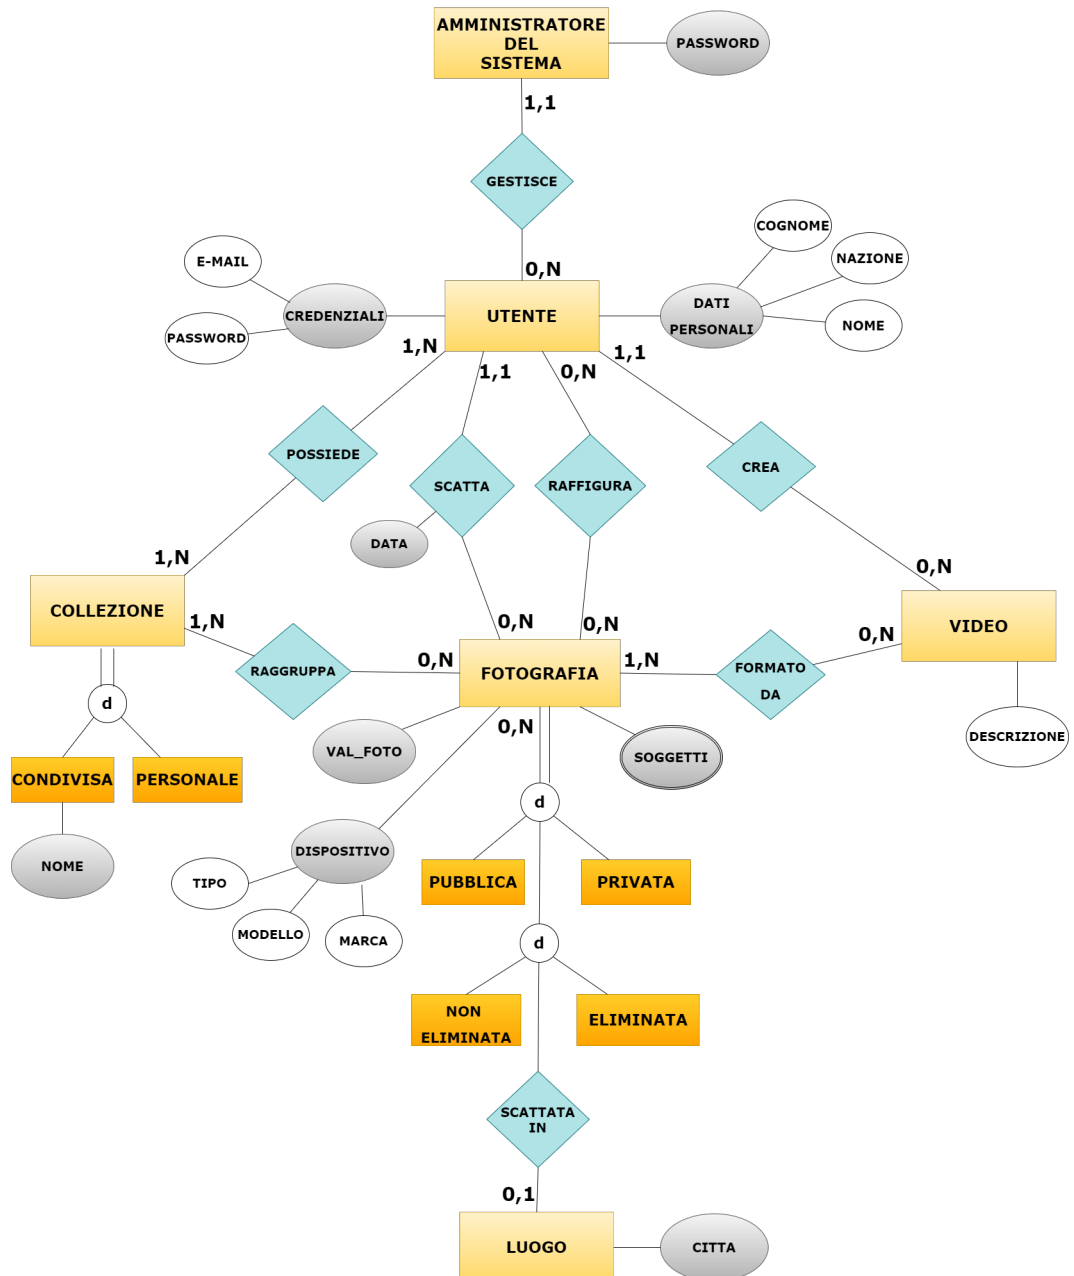 AMMINISTRATORE
DEL
SISTEMA
PASSWORD
1,1
GESTISCE
COGNOME
E-MAIL
NAZIONE
0,N
CREDENZIALI
UTENTE
DATI
PERSONALI
NOME
PASSWORD
1,N
1,1
0,N
1,1
POSSIEDE
SCATTA
RAFFIGURA
CREA
DATA
1,N
0,N
COLLEZIONE
1,N
0,N
0,N
VIDEO
0,N
RAGGRUPPA
0,N
FOTOGRAFIA
1,N
FORMATO
DA
0,N
VAL_FOTO
SOGGETTI
DESCRIZIONE
d
CONDIVISA
PERSONALE
d
NOME
DISPOSITIVO
TIPO
PUBBLICA
PRIVATA
MODELLO
MARCA
d
NON
ELIMINATA
ELIMINATA
SCATTATA
IN
0,1
LUOGO
CITTA